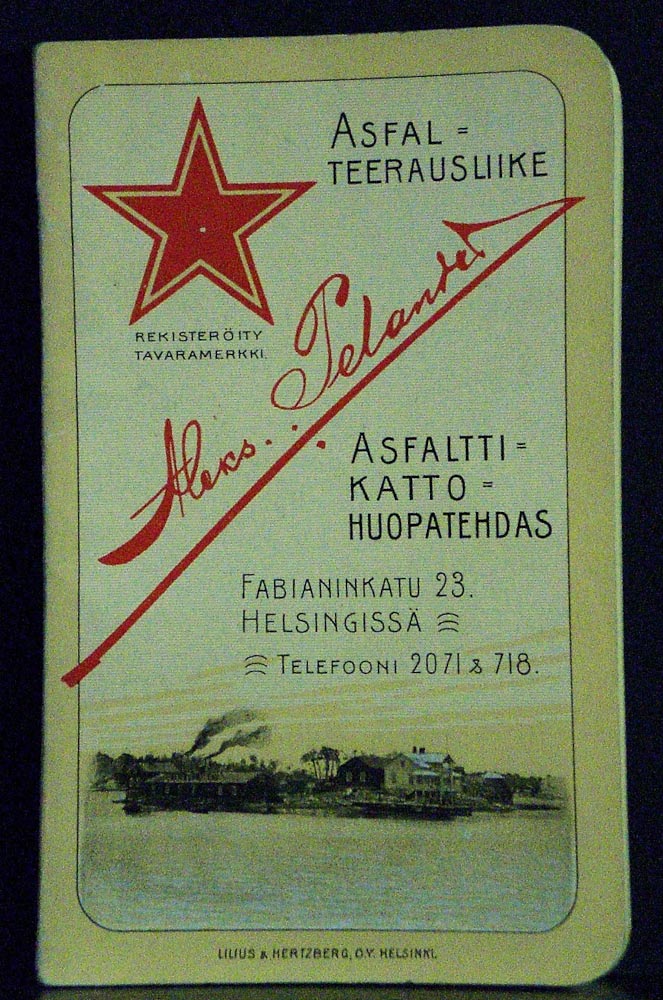 ASFAL=
TEERAUSLIIKE
REKISTERÖITY
TAVARAMERKKI.
Aleks. Pelander
ASFALTTI=
KATTO=
HUOPATEHDAS
FABIANINKATU 23.
HELSINGISSÄ
TELEFOONI 2071 & 718.
LILIUS & HERTZBERG, O.Y. HELSINKI.